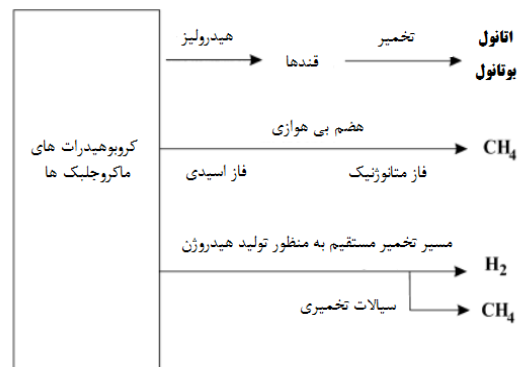 هیدرولیز
قندها
تخمیر
اتانول
بوتانول
کروبوهیدرات های
ماکروجلبک ها
هضم بی هوازی
فاز اسیدی
فاز متانوژنیک
CH4
مسیر تخمیر مستقیم به منظور تولید هیدروژن
H2
سیالات تخمیری
CH4